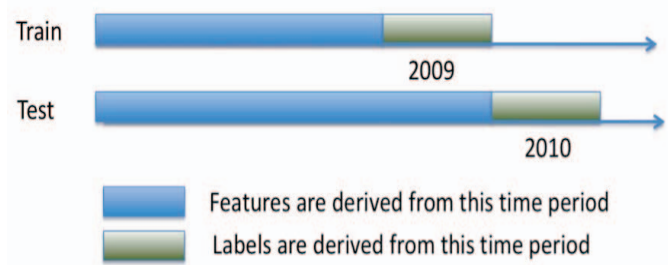 Train
2009
Test
2010
Features are derived from this time period
Labels are derived from this time period